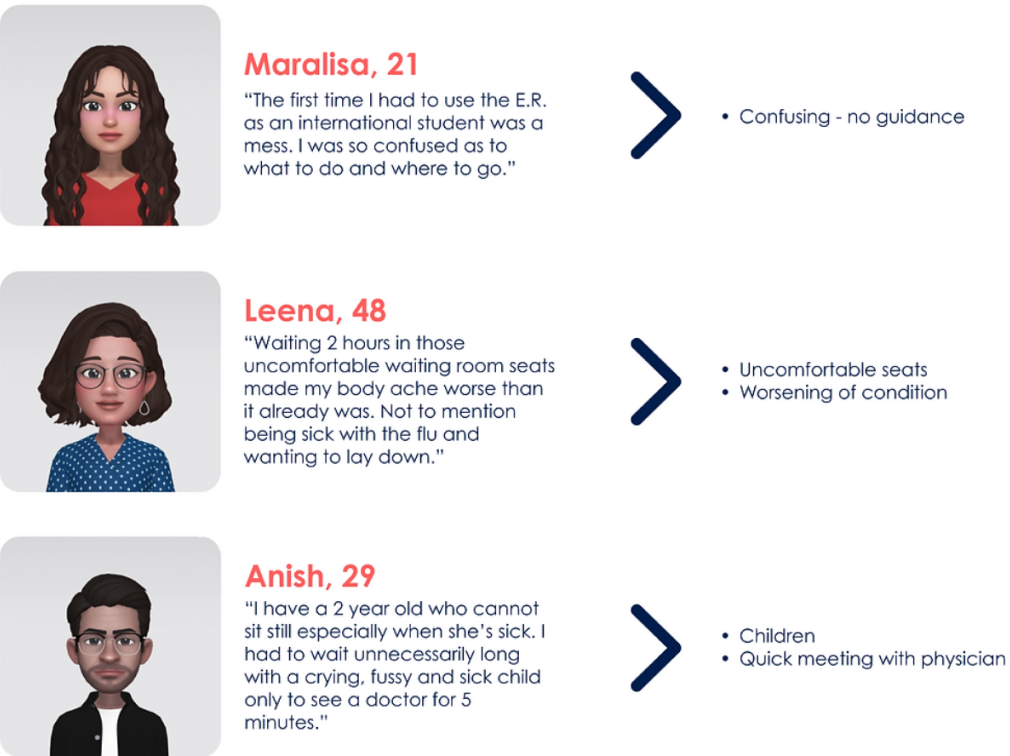 Maralisa, 21
“The first time I had to use the E.R.
as an international student was a
mess. I was so confused as to
what to do and where to go.”
• Confusing - no guidance
Leena, 48
“Waiting 2 hours in those
uncomfortable waiting room seats
made my body ache worse than
it already was. Not to mention
being sick with the flu and
wanting to lay down.”
• Uncomfortable seats
• Worsening of condition
Anish, 29
“I have a 2 year old who cannot
sit still especially when she’s sick. I
had to wait unnecessarily long
with a crying, fussy and sick child
only to see a doctor for 5
minutes.”
• Children
• Quick meeting with physician